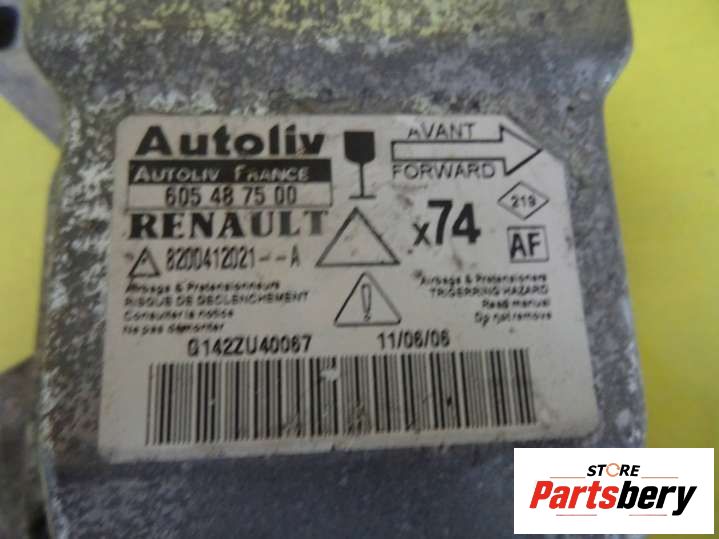 Autoliv
AUTOLIV FRANCE
605 48 75 00
RENAULT
8200412021--A
AVANT
FORWARD
x74
219
AF
Airbags & Pretensionneurs
RISQUE DE DECLENCHEMENT
Consulter la notice
Ne pas démonter
Airbags & Pretensioners
TRIGERRING HAZARD
Read manual
Do not remove
G142ZU40067
11/06/06
STORE
Partsbery